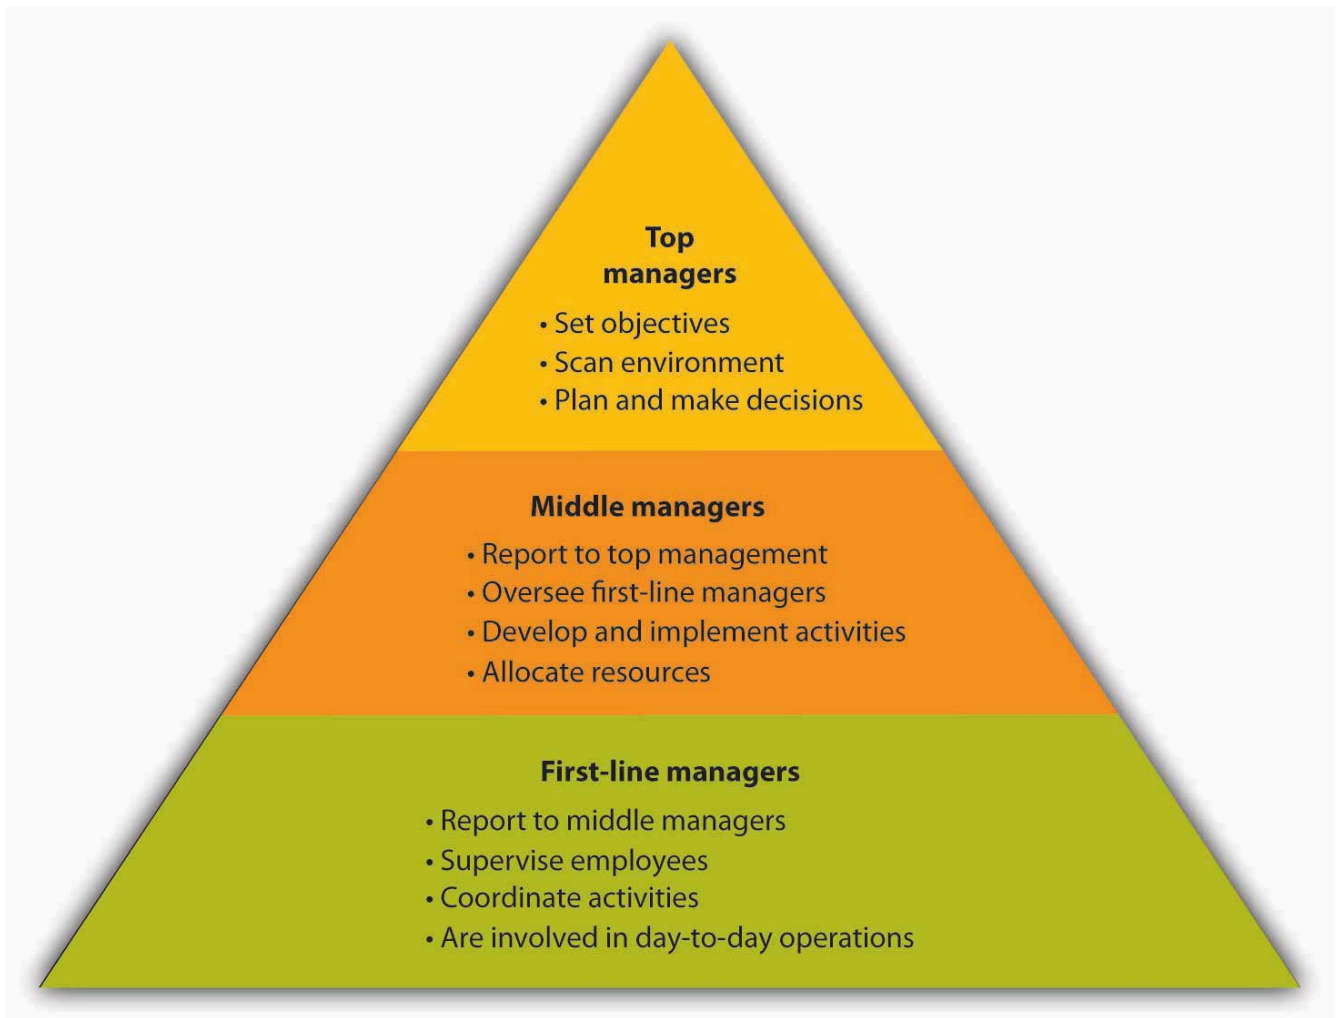 Top
managers
• Set objectives
• Scan environment
• Plan and make decisions
Middle managers
• Report to top management
• Oversee first-line managers
• Develop and implement activities
• Allocate resources
First-line managers
• Report to middle managers
• Supervise employees
• Coordinate activities
• Are involved in day-to-day operations